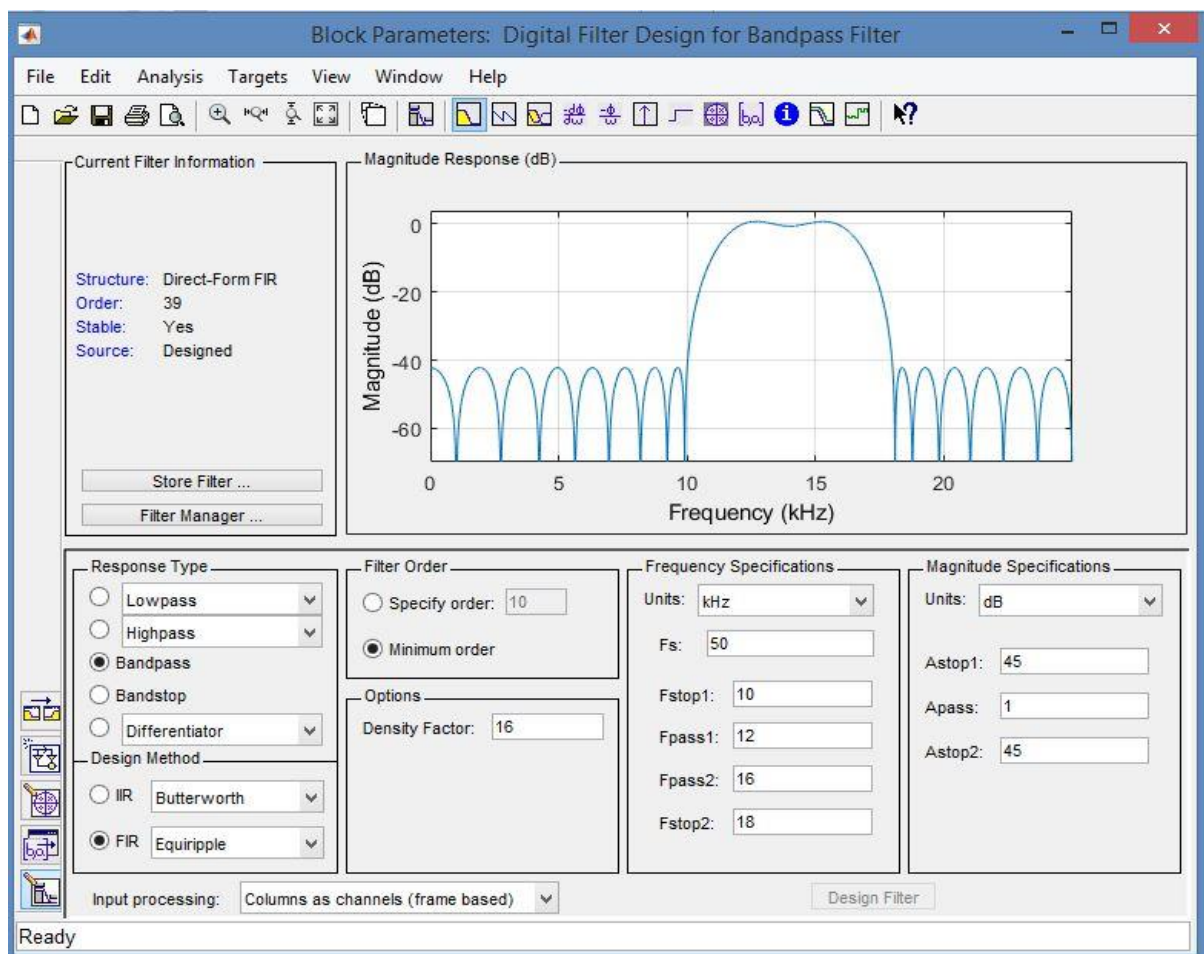 Block Parameters: Digital Filter Design for Bandpass Filter
File Edit Analysis Targets View Window Help
Current Filter Information
Structure: Direct-Form FIR
Order: 39
Stable: Yes
Source: Designed
Store Filter ...
Filter Manager ...
Magnitude Response (dB)
Magnitude (dB)
0
-20
-40
-60
0 5 10 15 20
Frequency (kHz)
Response Type
Lowpass
Highpass
Bandpass
Bandstop
Differentiator
Design Method
IIR Butterworth
FIR Equiripple
Filter Order
Specify order: 10
Minimum order
Options
Density Factor: 16
Frequency Specifications
Units: kHz
Fs: 50
Fstop1: 10
Fpass1: 12
Fpass2: 16
Fstop2: 18
Magnitude Specifications
Units: dB
Astop1: 45
Apass: 1
Astop2: 45
Input processing: Columns as channels (frame based)
Design Filter
Ready